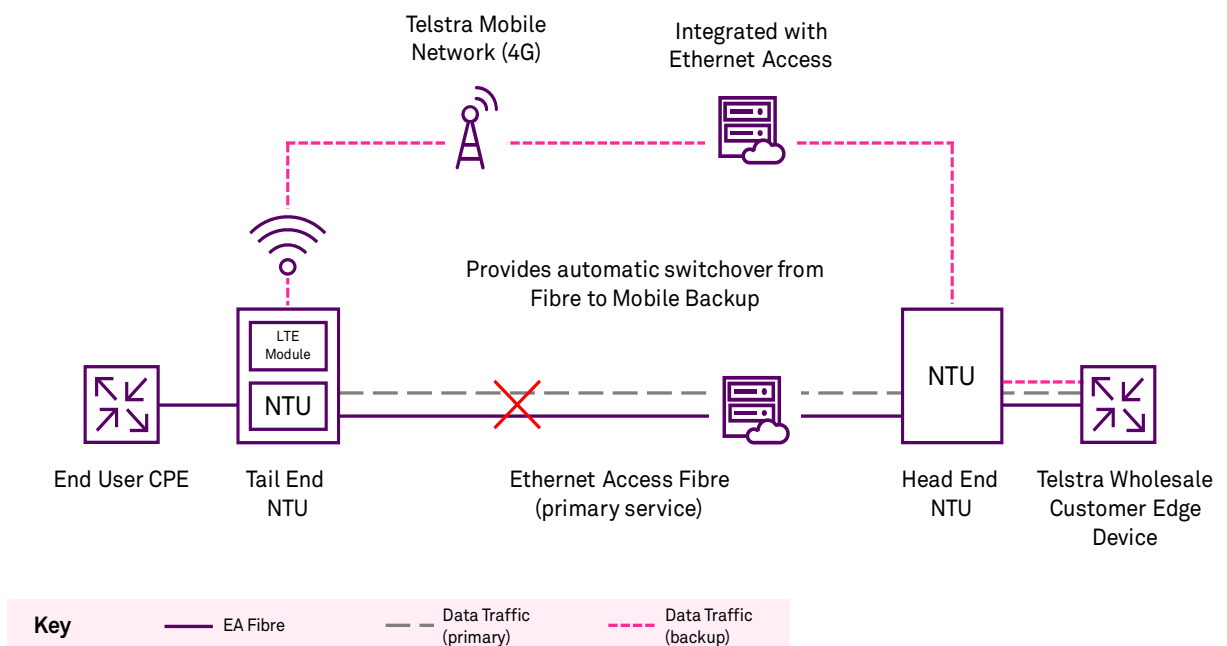 Telstra Mobile
Network (4G)
Integrated with
Ethernet Access
Provides automatic switchover from
Fibre to Mobile Backup
LTE
Module
NTU
NTU
End User CPE
Tail End
NTU
Ethernet Access Fibre
(primary service)
Head End
NTU
Telstra Wholesale
Customer Edge
Device
Key
EA Fibre
Data Traffic
(primary)
Data Traffic
(backup)